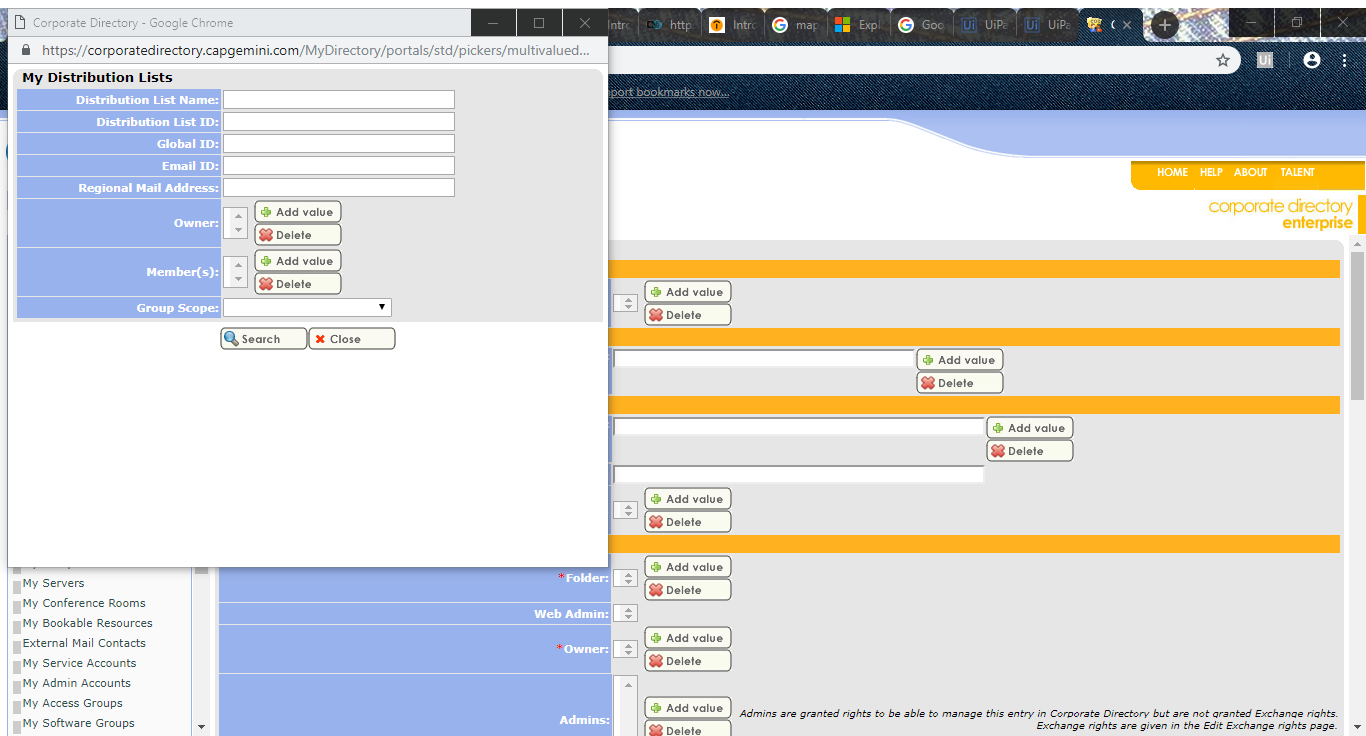 Corporate Directory - Google Chrome
https://corporatedirectory.capgemini.com/MyDirectory/portals/std/pickers/multivalued...
My Distribution Lists
Distribution List Name:
Distribution List ID:
Global ID:
Email ID:
Regional Mail Address:
Owner:
Add value
Delete
Member(s):
Add value
Delete
Group Scope:
Search
Close
Intro
http
Intro
map
Expl
Goo
Ui
UiPa
Ui
UiPa
Ui
port bookmarks now...
HOME
HELP
ABOUT
TALENT
corporate directory
enterprise
Add value
Delete
Add value
Delete
Add value
Delete
Add value
Delete
*Folder:
Add value
Delete
Web Admin:
*Owner:
Add value
Delete
Admins:
Add value
Delete
Admins are granted rights to be able to manage this entry in Corporate Directory but are not granted Exchange rights.
Exchange rights are given in the Edit Exchange rights page.
My Servers
My Conference Rooms
My Bookable Resources
External Mail Contacts
My Service Accounts
My Admin Accounts
My Access Groups
My Software Groups